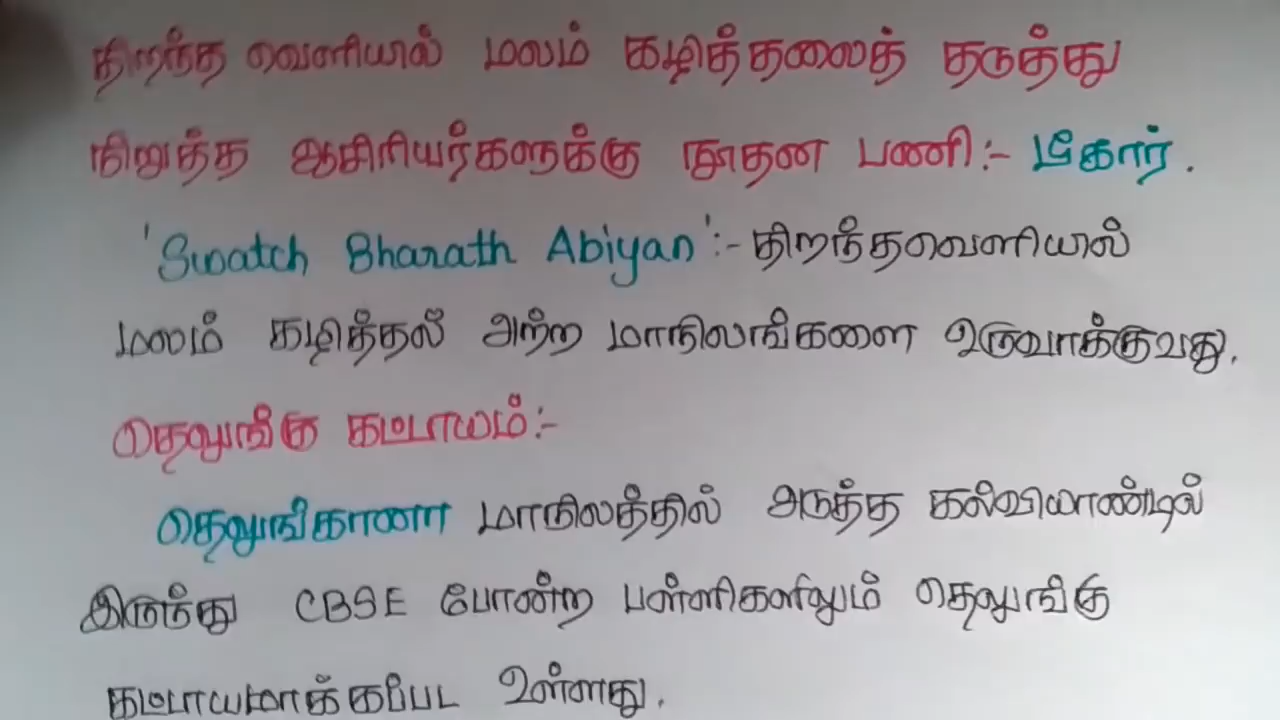 திறந்த வெளியில் மலம் கழித்தலைத் தடுத்து
நிறுத்த ஆசிரியர்களுக்கு நூதன பணி:- பீகார்.
'Swatch Bharath Abiyan':- திறந்தவெளியில்
மலம் கழித்தல் அற்ற மாநிலங்களை உருவாக்குவது.
தெலுங்கு கட்டாயம்:-
தெலுங்கானா மாநிலத்தில் அடுத்த கல்வியாண்டில்
இருந்து CBSE போன்ற பள்ளிகளிலும் தெலுங்கு
கட்டாயமாக்கப்பட உள்ளது.